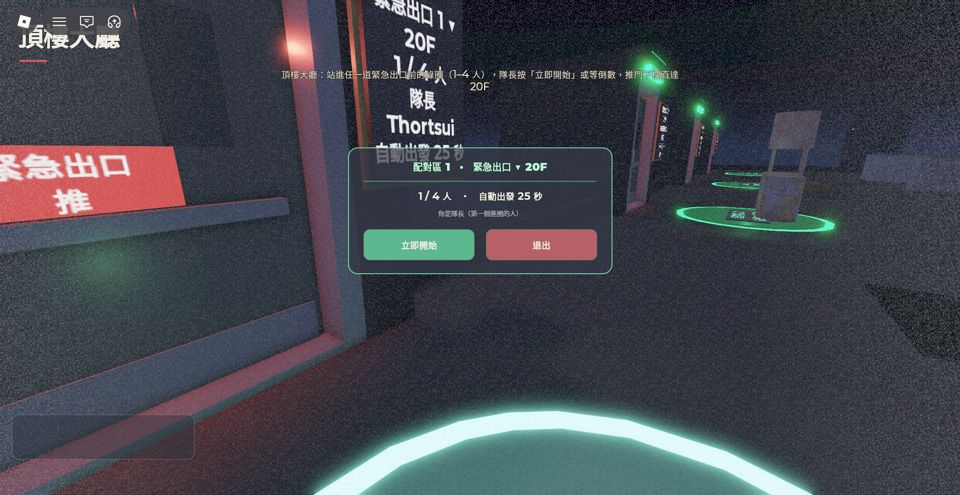 頂樓大廳
緊急出口 1 ▼
20F
1/4 人
隊長
Thortsui
自動出發 25 秒
頂樓大廳：站進任一道緊急出口前的綠圈（1–4 人），隊長按「立即開始」或等倒數，推門
直達
20F
緊急出口
推
配對區 1 • 緊急出口 ▼ 20F
1 / 4 人 • 自動出發 25 秒
你是隊長（第一個進圈的人）
立即開始
退出